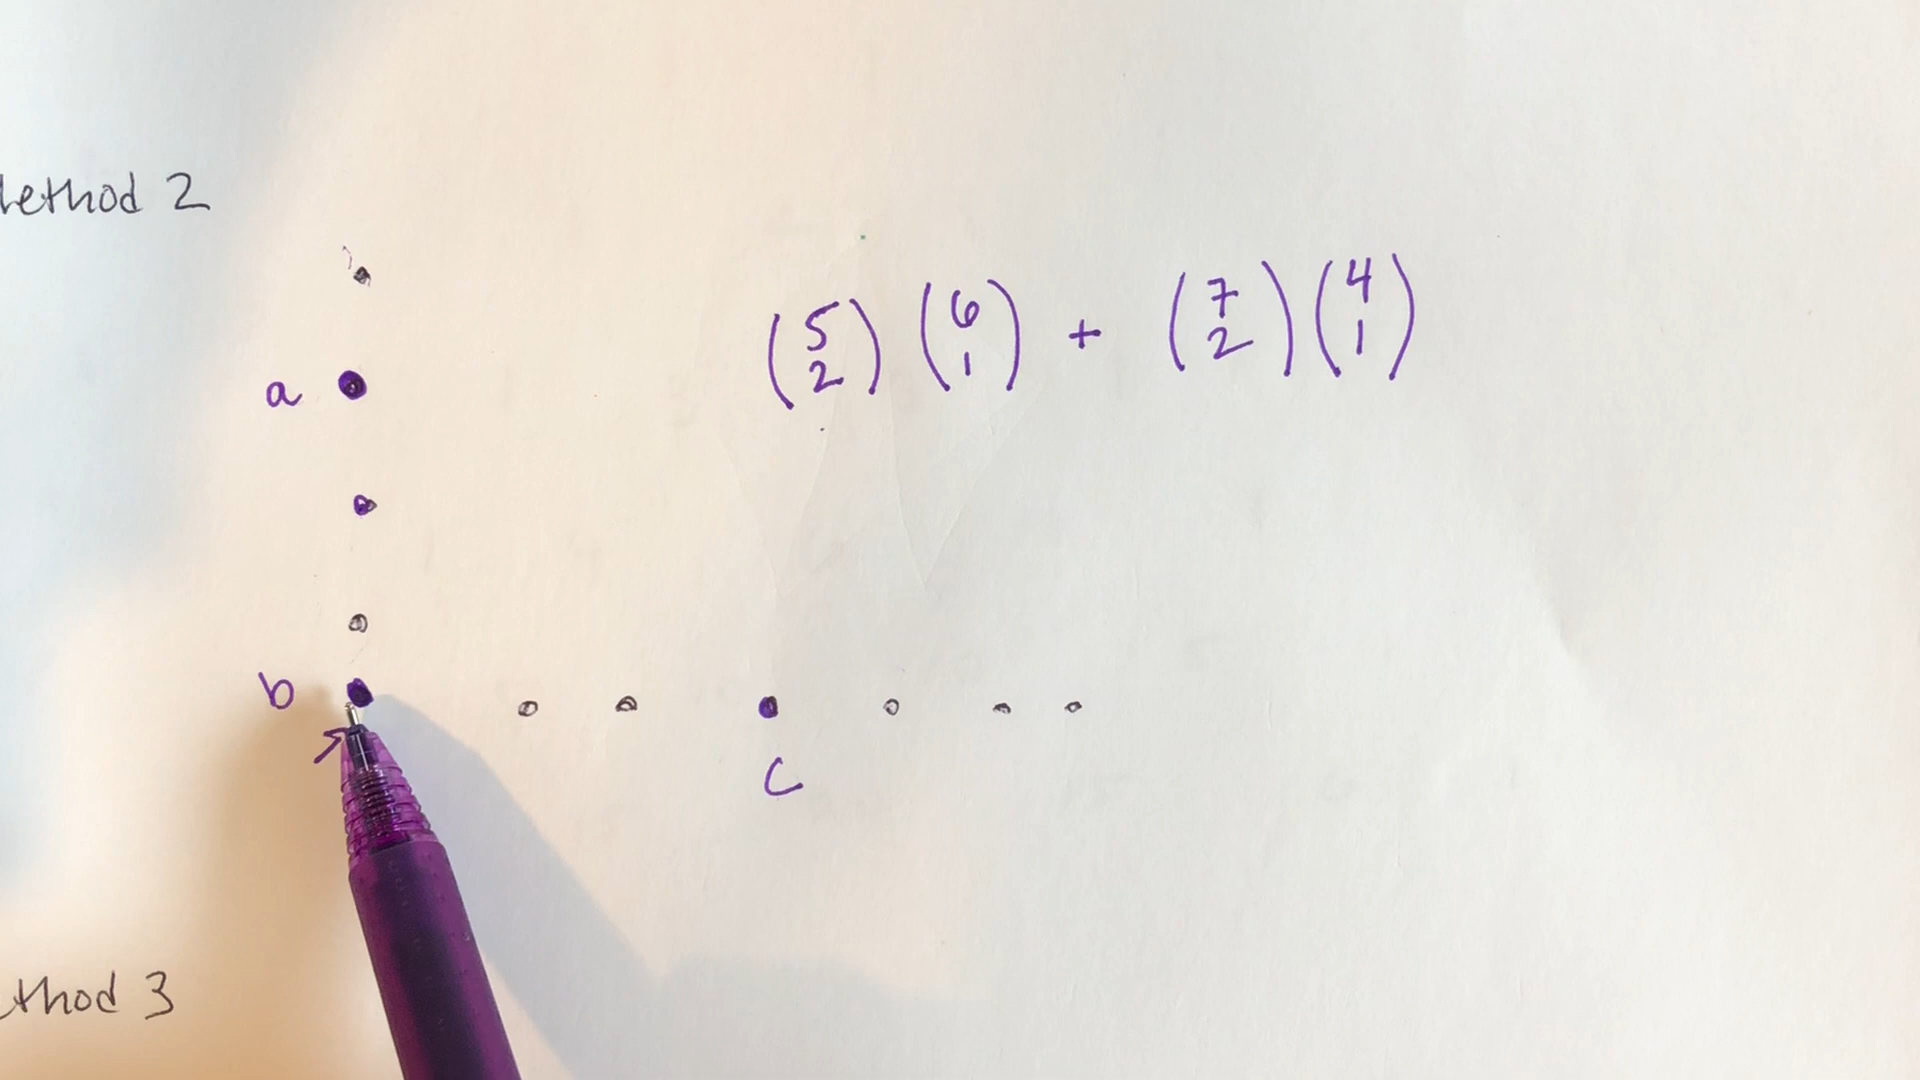 ethod 2
(5 2) (6 1) + (7 2) (4 1)
a
b
c
thod 3